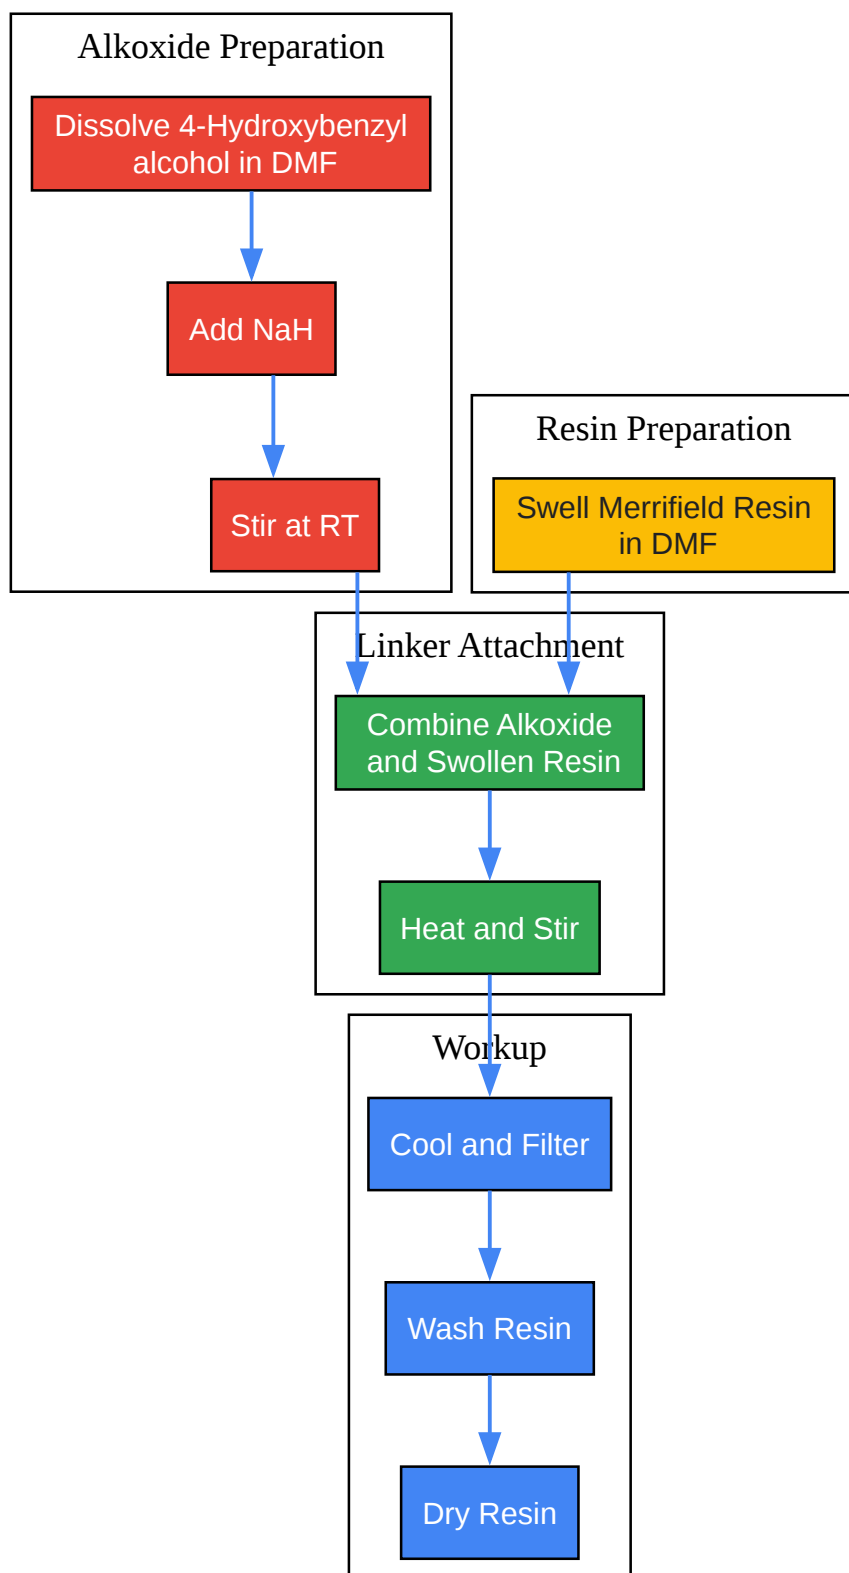 Alkoxide Preparation
Dissolve 4-Hydroxybenzyl
alcohol in DMF
Add NaH
Stir at RT
Resin Preparation
Swell Merrifield Resin
in DMF
Linker Attachment
Combine Alkoxide
and Swollen Resin
Heat and Stir
Workup
Cool and Filter
Wash Resin
Dry Resin